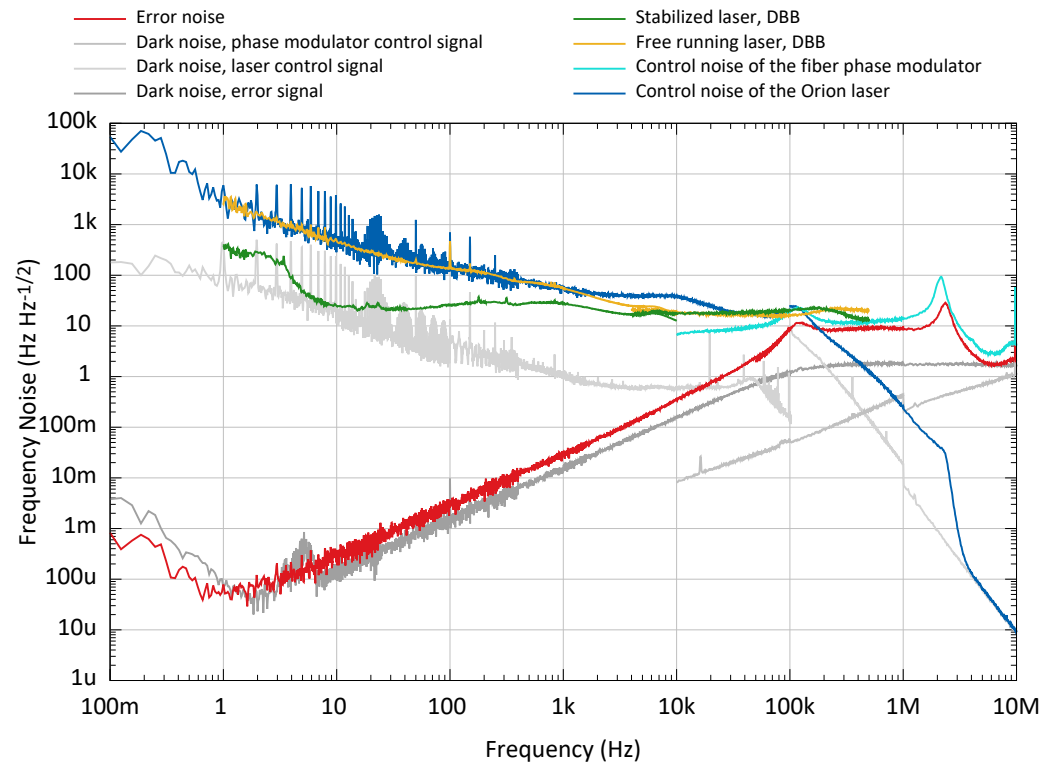 Error noise
Dark noise, phase modulator control signal
Dark noise, laser control signal
Dark noise, error signal
Stabilized laser, DBB
Free running laser, DBB
Control noise of the fiber phase modulator
Control noise of the Orion laser
Frequency Noise (Hz Hz-1/2)
100k
10k
1k
100
10
1
100m
10m
1m
100u
10u
1u
100m 1 10 100 1k 10k 100k 1M 10M
Frequency (Hz)